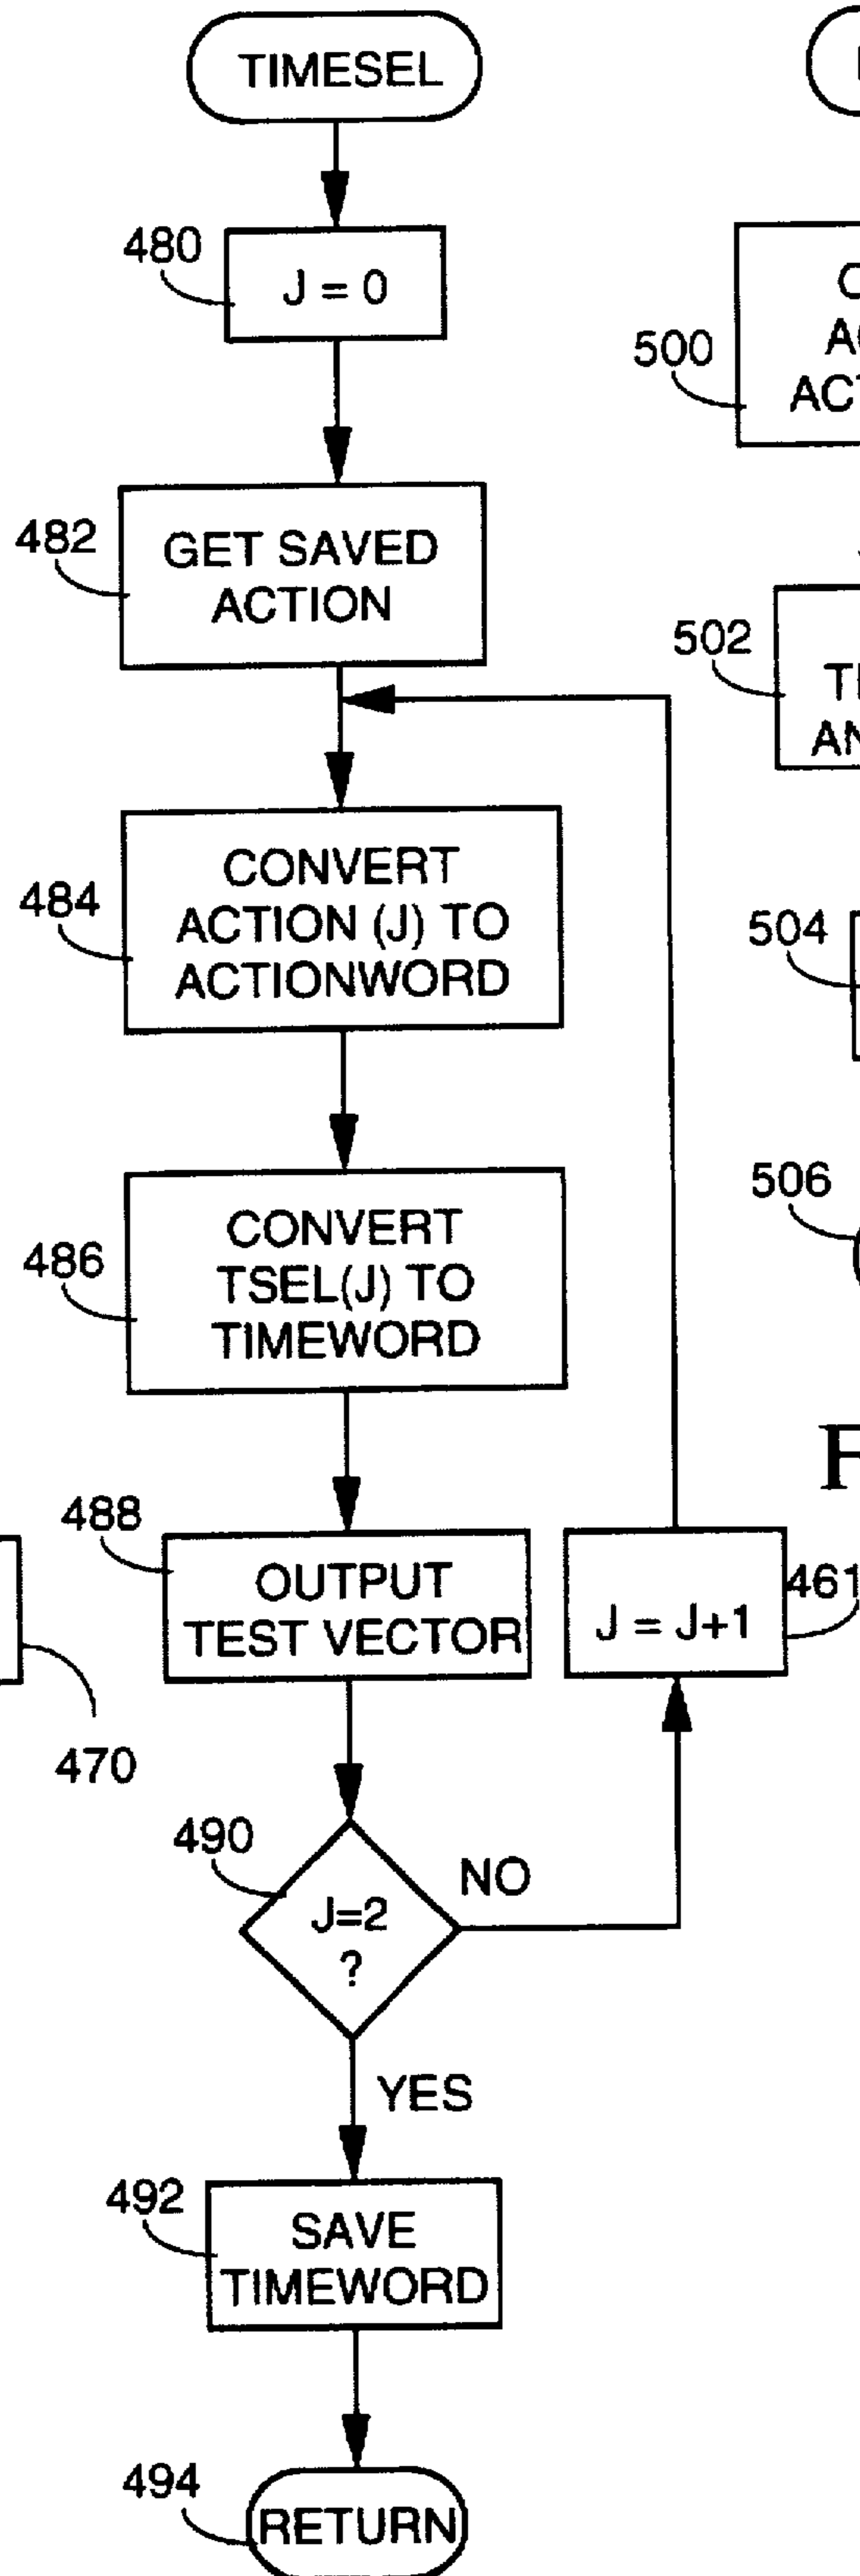 TIMESEL
480
J = 0
482
GET SAVED
ACTION
484
CONVERT
ACTION (J) TO
ACTIONWORD
486
CONVERT
TSEL(J) TO
TIMEWORD
488
OUTPUT
TEST VECTOR
J = J+1
461
470
490
J=2
?
NO
YES
492
SAVE
TIMEWORD
494
RETURN
500
502
504
506